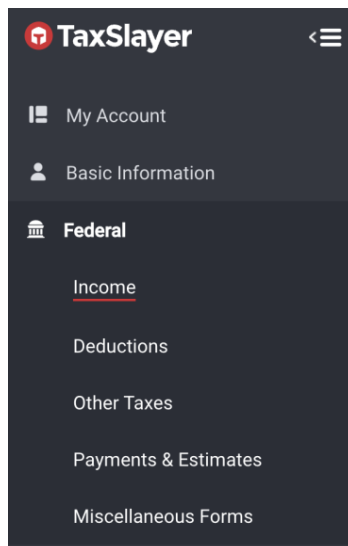 TaxSlayer
My Account
Basic Information
Federal
Income
Deductions
Other Taxes
Payments & Estimates
Miscellaneous Forms